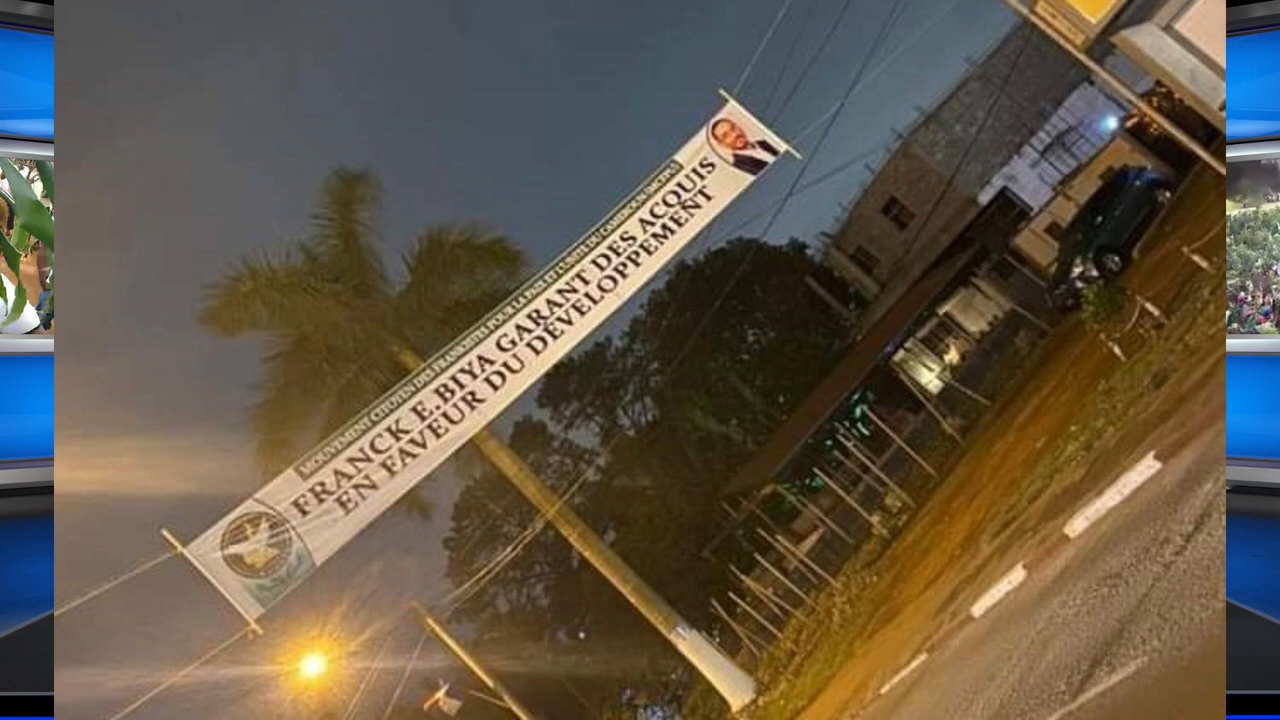 MOUVEMENT CITOYEN DES FRANCKISTES POUR LA PAIX ET L'UNITE DU CAMEROUN
FRANCK E.BIYA GARANT DES ACQUIS
EN FAVEUR DU DÉVELOPPEMENT